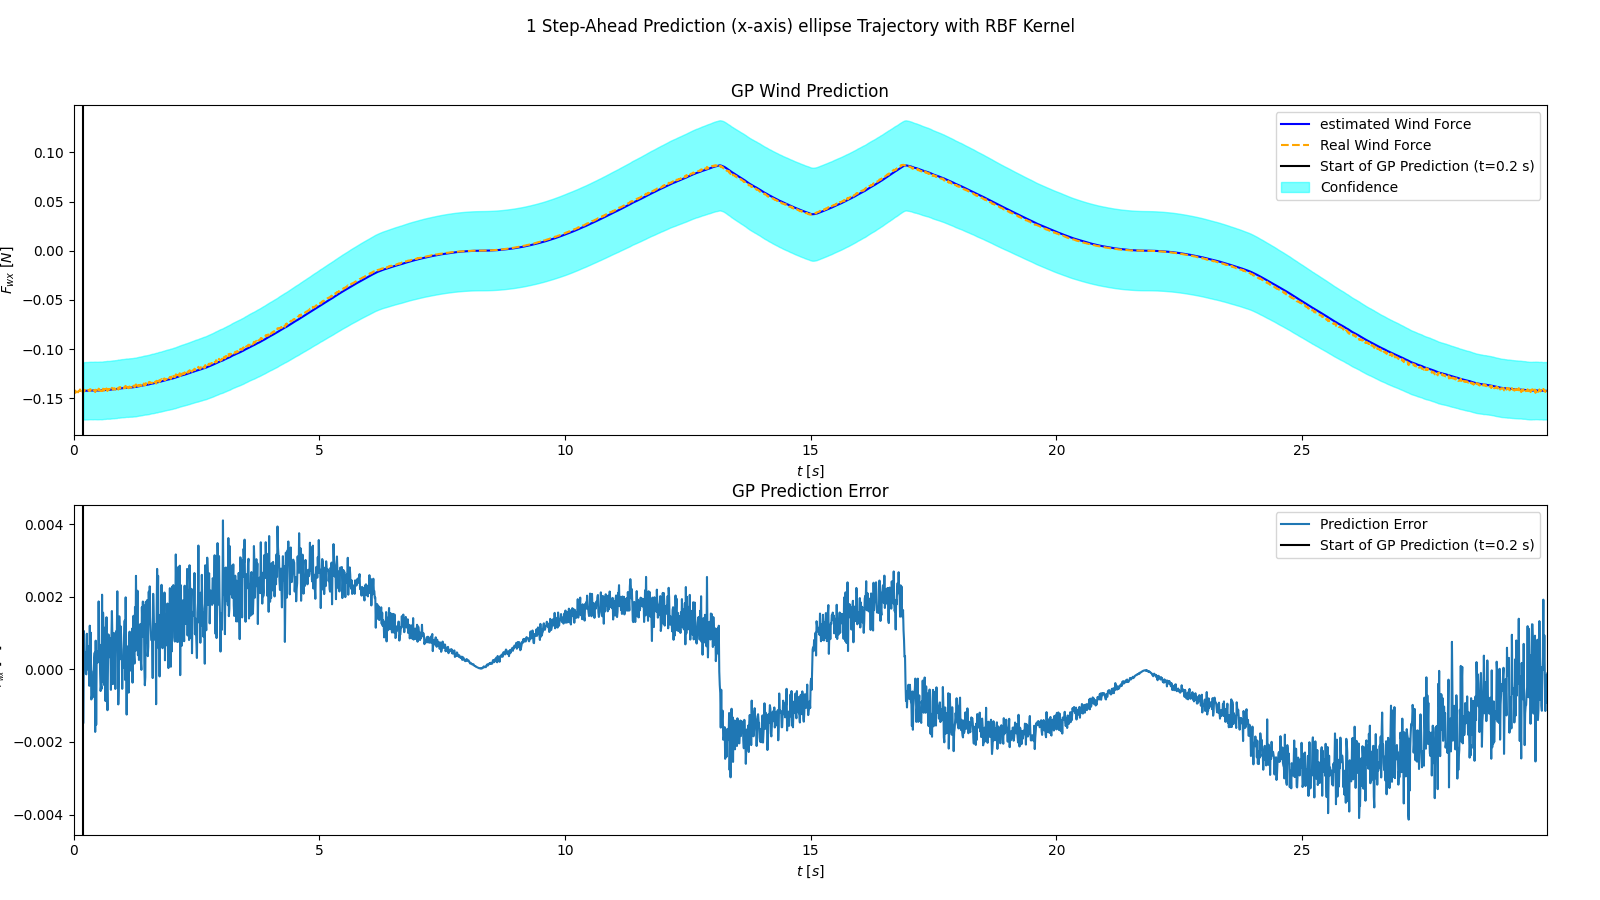 1 Step-Ahead Prediction (x-axis) ellipse Trajectory with RBF Kernel
GP Wind Prediction
estimated Wind Force
Real Wind Force
Start of GP Prediction (t=0.2 s)
Confidence
0.10
0.05
0.00
−0.05
−0.10
−0.15
F_wx [N]
0 5 10 15 20 25
t [s]
GP Prediction Error
Prediction Error
Start of GP Prediction (t=0.2 s)
0.004
0.002
0.000
−0.002
−0.004
0 5 10 15 20 25
t [s]